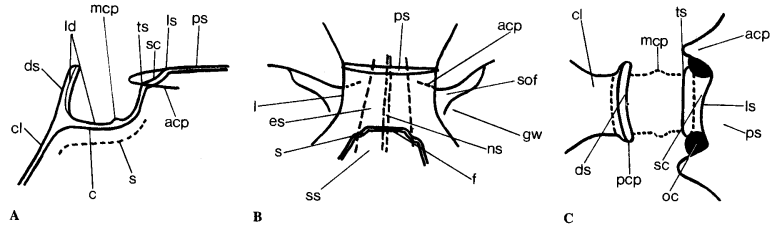 ld
mcp
ts
sc
ls
ps
ds
cl
acp
s
c
A
ps
acp
sof
l
es
gw
s
ns
ss
f
B
cl
mcp
ts
acp
ls
ps
ds
pcp
sc
oc
C